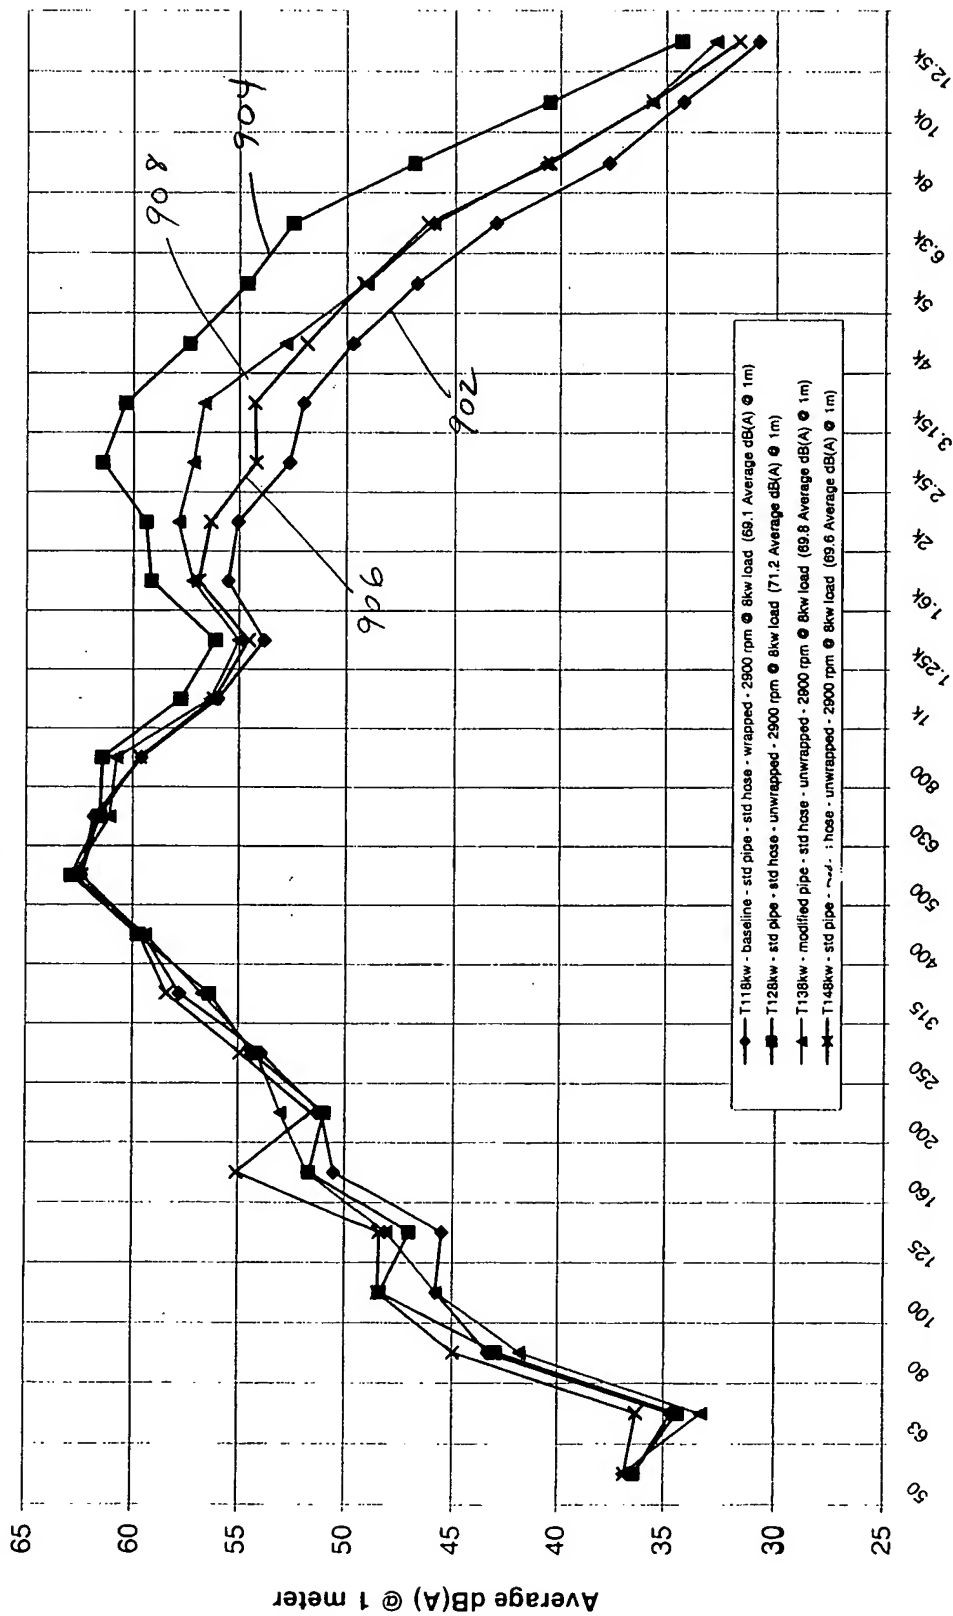 65
60
55
50
45
40
35
30
25
Average dB(A) @ 1 meter
50
63
80
100
125
160
200
250
315
400
500
630
800
1k
1.25k
1.6k
2k
2.5k
3.15k
4k
5k
6.3k
8k
10k
12.5k
908
904
906
902
T118kw - baseline - std pipe - std hose - wrapped - 2900 rpm @ 8kw load (69.1 Average dB(A) @ 1m)
T128kw - std pipe - std hose - unwrapped - 2900 rpm @ 8kw load (71.2 Average dB(A) @ 1m)
T138kw - modified pipe - std hose - unwrapped - 2900 rpm @ 8kw load (69.8 Average dB(A) @ 1m)
T148kw - std pipe - hose - unwrapped - 2900 rpm @ 8kw load (69.6 Average dB(A) @ 1m)